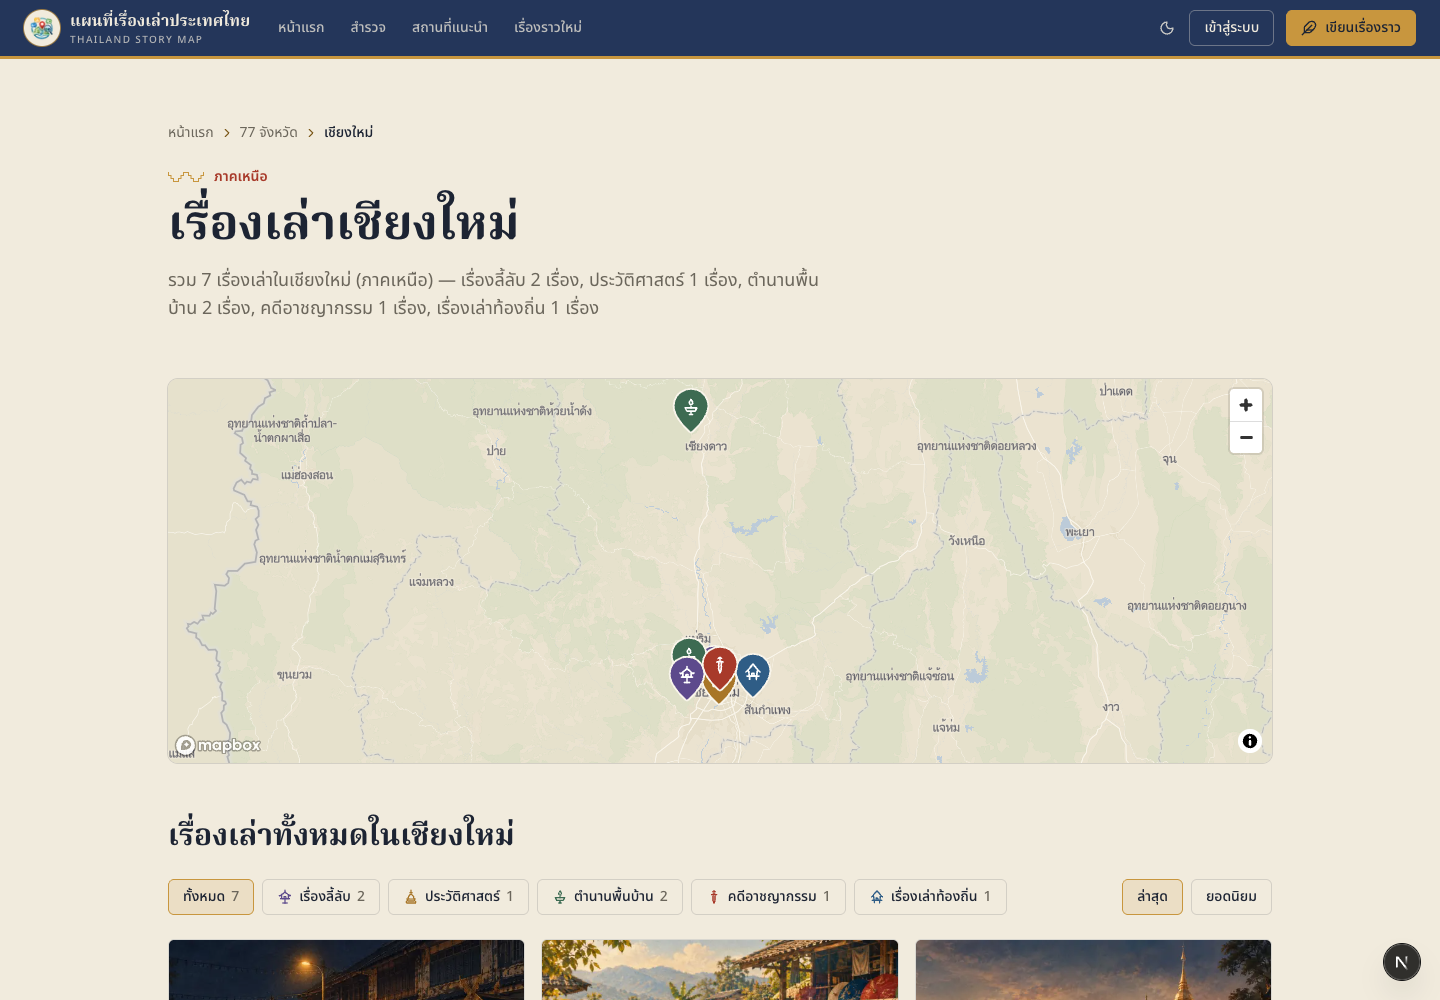 แผนที่เรื่องเล่าประเทศไทย
THAILAND STORY MAP
หน้าแรก
สำรวจ
สถานที่แนะนำ
เรื่องราวใหม่
เข้าสู่ระบบ
เขียนเรื่องราว
หน้าแรก > 77 จังหวัด > เชียงใหม่
ภาคเหนือ
เรื่องเล่าเชียงใหม่
รวม 7 เรื่องเล่าในเชียงใหม่ (ภาคเหนือ) — เรื่องลี้ลับ 2 เรื่อง, ประวัติศาสตร์ 1 เรื่อง, ตำนานพื้น
บ้าน 2 เรื่อง, คดีอาชญากรรม 1 เรื่อง, เรื่องเล่าท้องถิ่น 1 เรื่อง
ป่าแดด
อุทยานแห่งชาติห้วยน้ำดัง
อุทยานแห่งชาติถ้ำปลา-
น้ำตกผาเสื่อ
เชียงดาว
อุทยานแห่งชาติดอยหลวง
ปาย
จุน
แม่ฮ่องสอน
พะเยา
วังเหนือ
อุทยานแห่งชาติน้ำตกแม่สุรินทร์
แจ่มหลวง
อุทยานแห่งชาติดอยภูนาง
ขุนยวม
อุทยานแห่งชาติแจ้ซ้อน
สันกำแพง
งาว
แจ้ห่ม
mapbox
เรื่องเล่าทั้งหมดในเชียงใหม่
ทั้งหมด 7
เรื่องลี้ลับ 2
ประวัติศาสตร์ 1
ตำนานพื้นบ้าน 2
คดีอาชญากรรม 1
เรื่องเล่าท้องถิ่น 1
ล่าสุด
ยอดนิยม
N